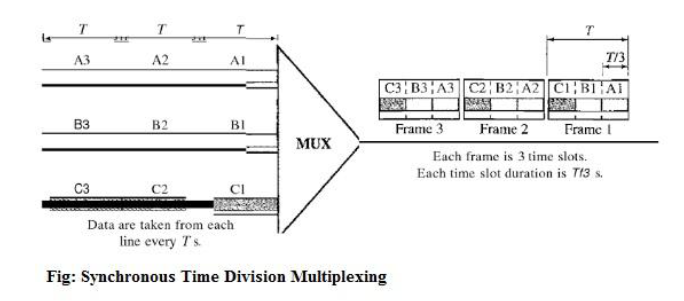 T T T
A3 A2 A1
B3 B2 B1
C3 C2 C1
Data are taken from each
line every T s.
MUX
T
T/3
C3 B3 A3 C2 B2 A2 C1 B1 A1
Frame 3 Frame 2 Frame 1
Each frame is 3 time slots.
Each time slot duration is T/3 s.
Fig: Synchronous Time Division Multiplexing